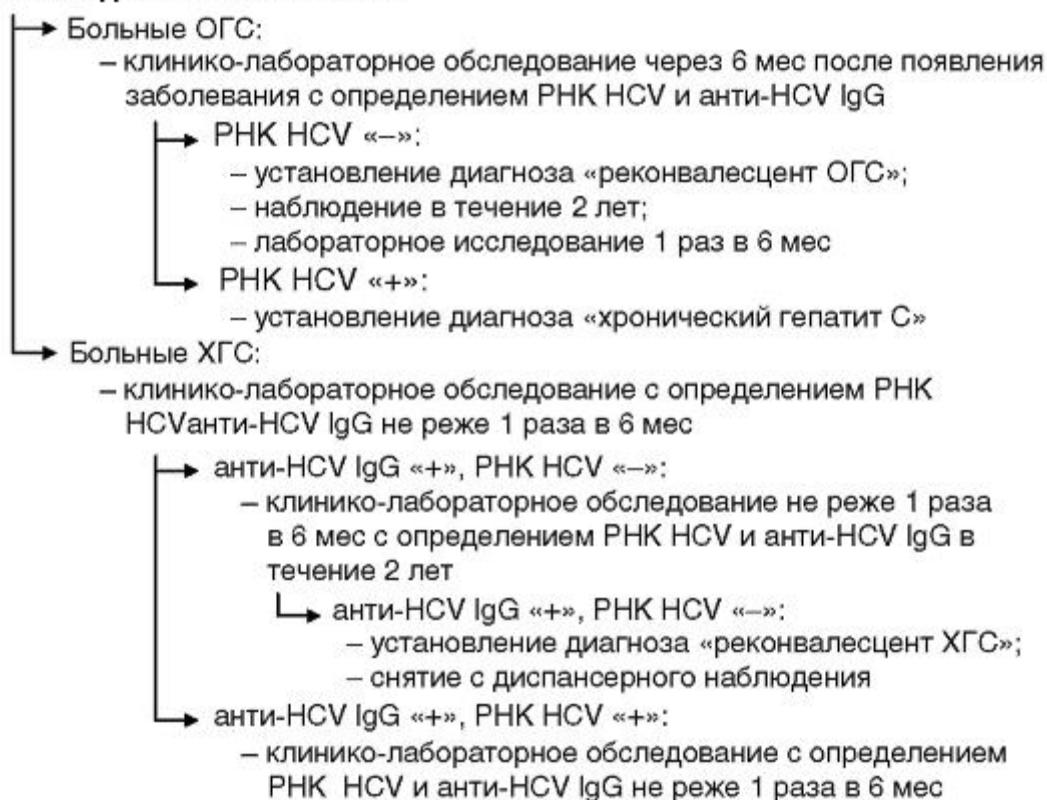 Больные ОГС:
– клинико-лабораторное обследование через 6 мес после появления
заболевания с определением РНК HCV и анти-HCV IgG
РНК HCV «–»:
– установление диагноза «реконвалесцент ОГС»;
– наблюдение в течение 2 лет;
– лабораторное исследование 1 раз в 6 мес
РНК HCV «+»:
– установление диагноза «хронический гепатит С»
Больные ХГС:
– клинико-лабораторное обследование с определением РНК
HCVанти-HCV IgG не реже 1 раза в 6 мес
анти-HCV IgG «+», РНК HCV «–»:
– клинико-лабораторное обследование не реже 1 раза
в 6 мес с определением РНК HCV и анти-HCV IgG в
течение 2 лет
анти-HCV IgG «+», РНК HCV «–»:
– установление диагноза «реконвалесцент ХГС»;
– снятие с диспансерного наблюдения
анти-HCV IgG «+», РНК HCV «+»:
– клинико-лабораторное обследование с определением
РНК HCV и анти-HCV IgG не реже 1 раза в 6 мес